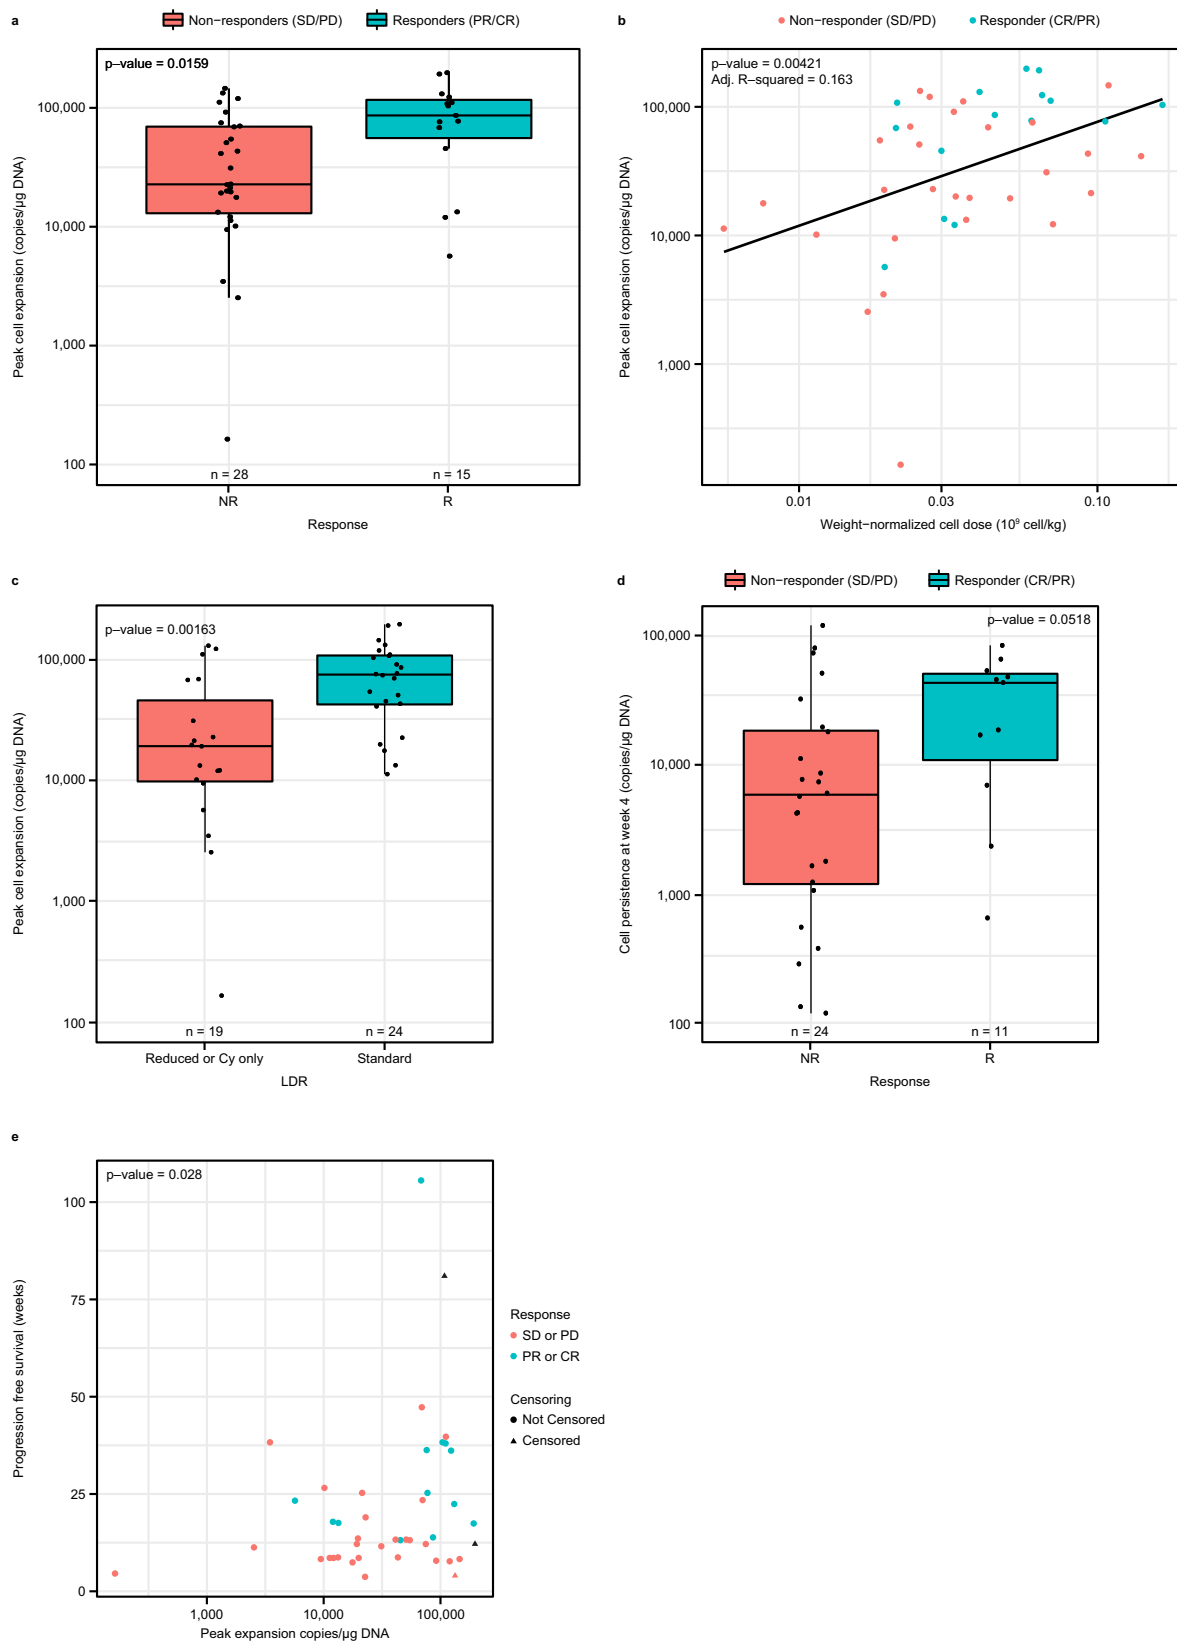 a
Non-responders (SD/PD)
Responders (PR/CR)
p–value = 0.0159
100,000
10,000
1,000
100
Peak cell expansion (copies/µg DNA)
n = 28
n = 15
NR
R
Response
b
Non-responders (SD/PD)
Responder (CR/PR)
p–value = 0.00421
Adj. R–squared = 0.163
100,000
10,000
1,000
Peak cell expansion (copies/µg DNA)
0.01
0.03
0.10
Weight–normalized cell dose (10⁹ cell/kg)
c
p–value = 0.00163
100,000
10,000
1,000
100
Peak cell expansion (copies/µg DNA)
n = 19
n = 24
Reduced or Cy only
Standard
LDR
d
Non-responder (SD/PD)
Responder (CR/PR)
p–value = 0.0518
100,000
10,000
1,000
100
Cell persistence at week 4 (copies/µg DNA)
n = 24
n = 11
NR
R
Response
e
p–value = 0.028
100
75
50
25
0
Progression free survival (weeks)
1,000
10,000
100,000
Peak expansion copies/µg DNA
Response
SD or PD
PR or CR
Censoring
Not Censored
Censored